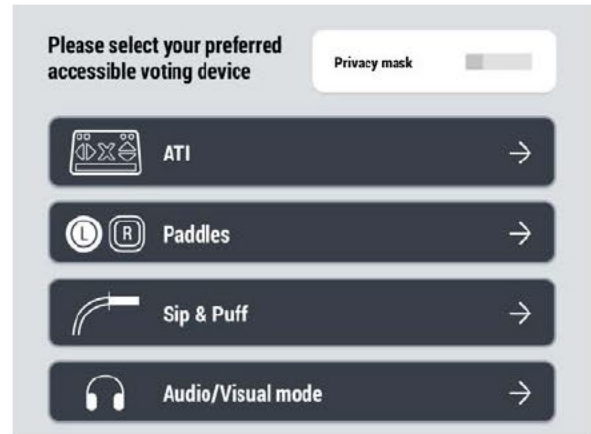 Please select your preferred
accessible voting device
Privacy mask
ATI
L R Paddles
Sip & Puff
Audio/Visual mode